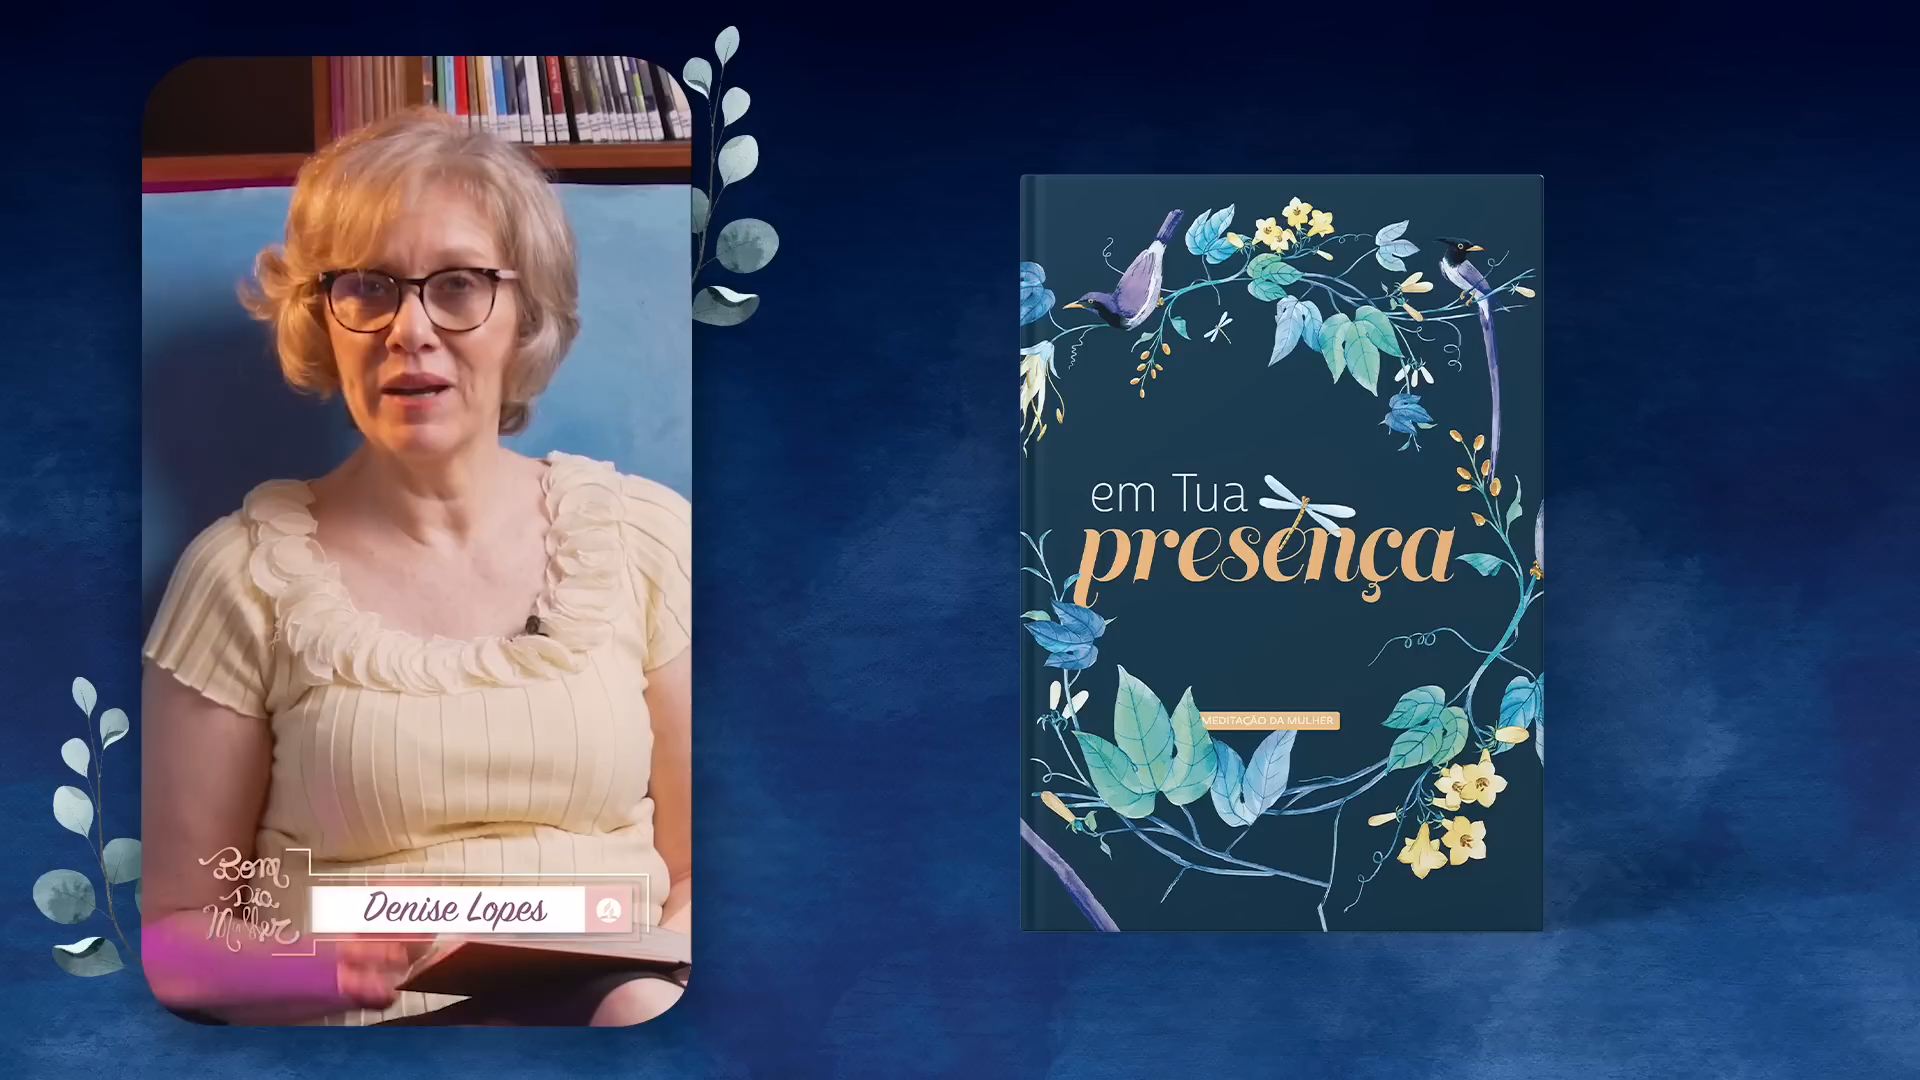 Bom
Dia
Mulher
Denise Lopes
em Tua
presença
MEDITAÇÃO DA MULHER